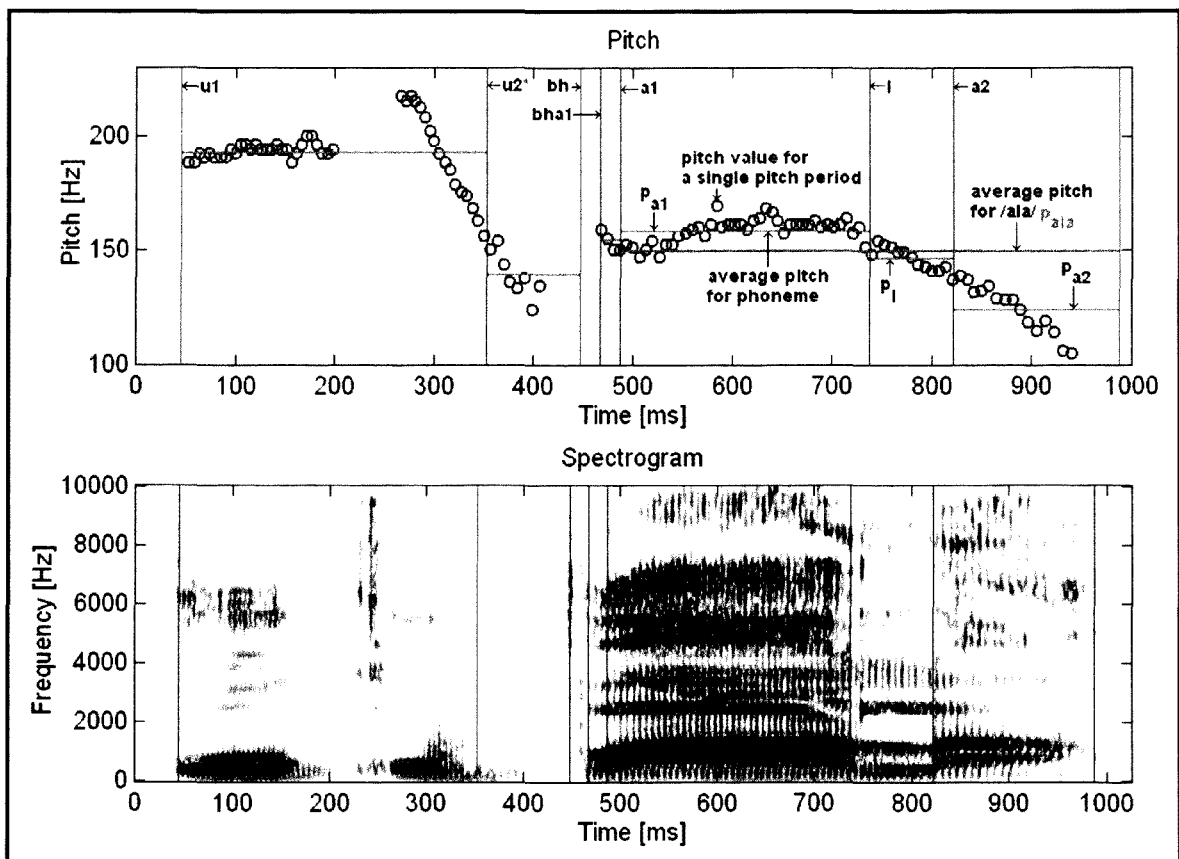 Pitch
←u1
←u2'
bh→
bha1→
←a1
←l
←a2
pitch value for
a single pitch period
p a1
average pitch
for /ala/ p ala
average pitch
for phoneme
p l
p a2
Pitch [Hz]
200
150
100
0 100 200 300 400 500 600 700 800 900 1000
Time [ms]
Spectrogram
Frequency [Hz]
10000
8000
6000
4000
2000
0
0 100 200 300 400 500 600 700 800 900 1000
Time [ms]